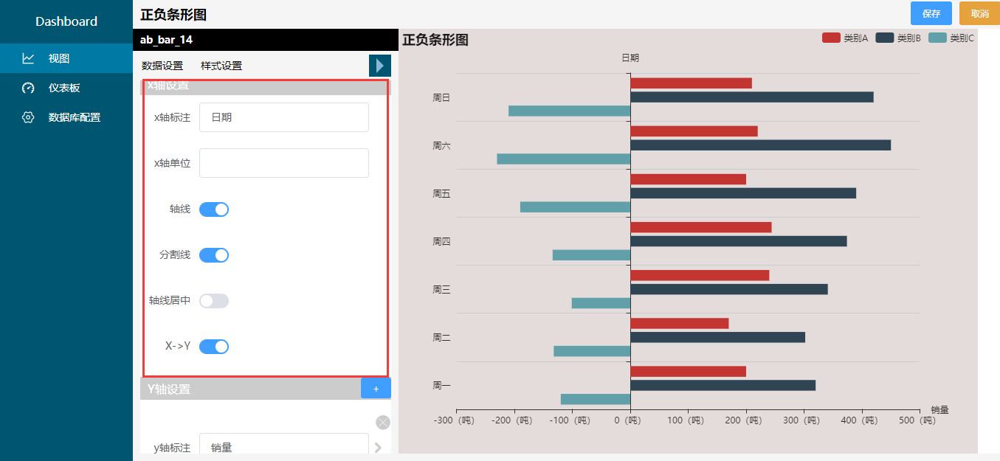 Dashboard
视图
仪表板
数据库配置
正负条形图
保存
取消
ab_bar_14
数据设置
样式设置
x轴设置
x轴标注
日期
x轴单位
轴线
分割线
轴线居中
X->Y
Y轴设置
+
y轴标注
销量
正负条形图
类别A
类别B
类别C
日期
周日
周六
周五
周四
周三
周二
周一
销量
-300（吨） -200（吨） -100（吨） 0（吨） 100（吨） 200（吨） 300（吨） 400（吨） 500（吨）